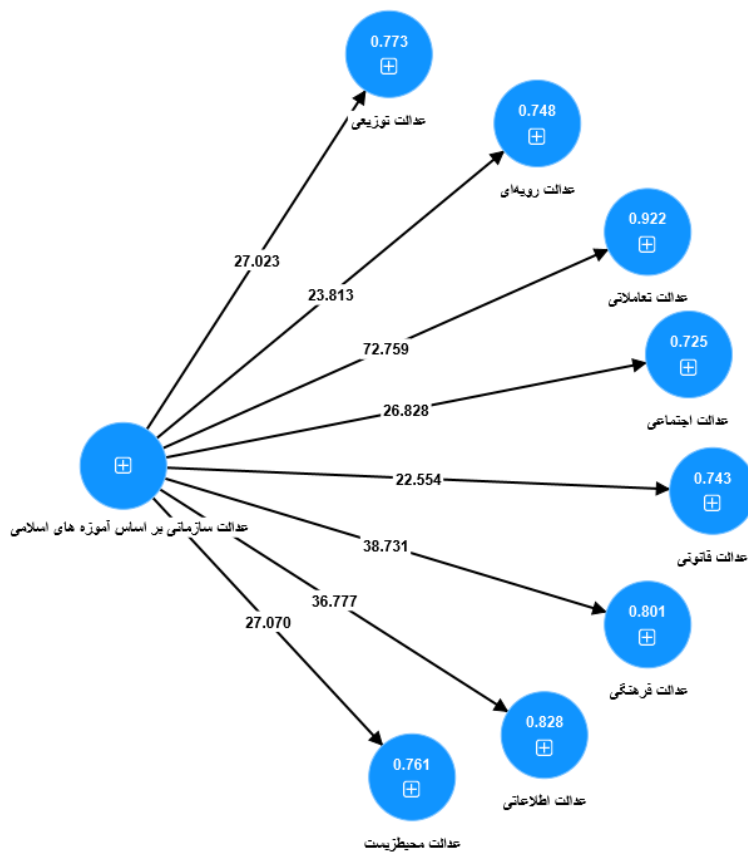 0.773
عدالت توزیعی
0.748
عدالت رویه‌ای
27.023
0.922
23.813
عدالت تعاملاتی
72.759
0.725
26.828
عدالت اجتماعی
0.743
22.554
عدالت سازمانی بر اساس آموزه های اسلامی
عدالت قانونی
38.731
0.801
36.777
27.070
عدالت فرهنگی
0.828
0.761
عدالت اطلاعاتی
عدالت محیطزیست